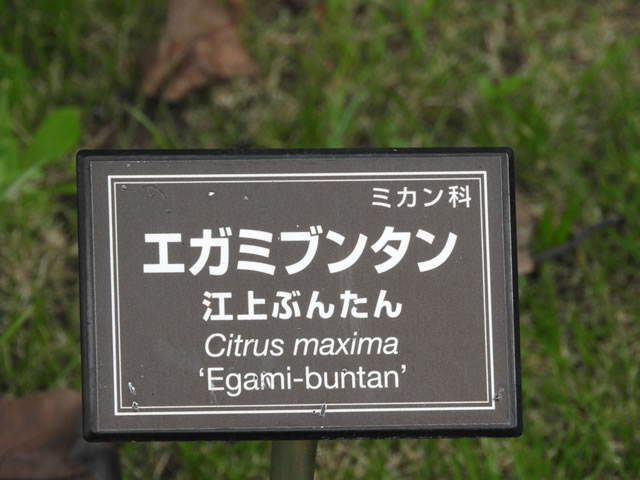 ミカン科
エガミブンタン
江上ぶんたん
Citrus maxima
‘Egami-buntan’